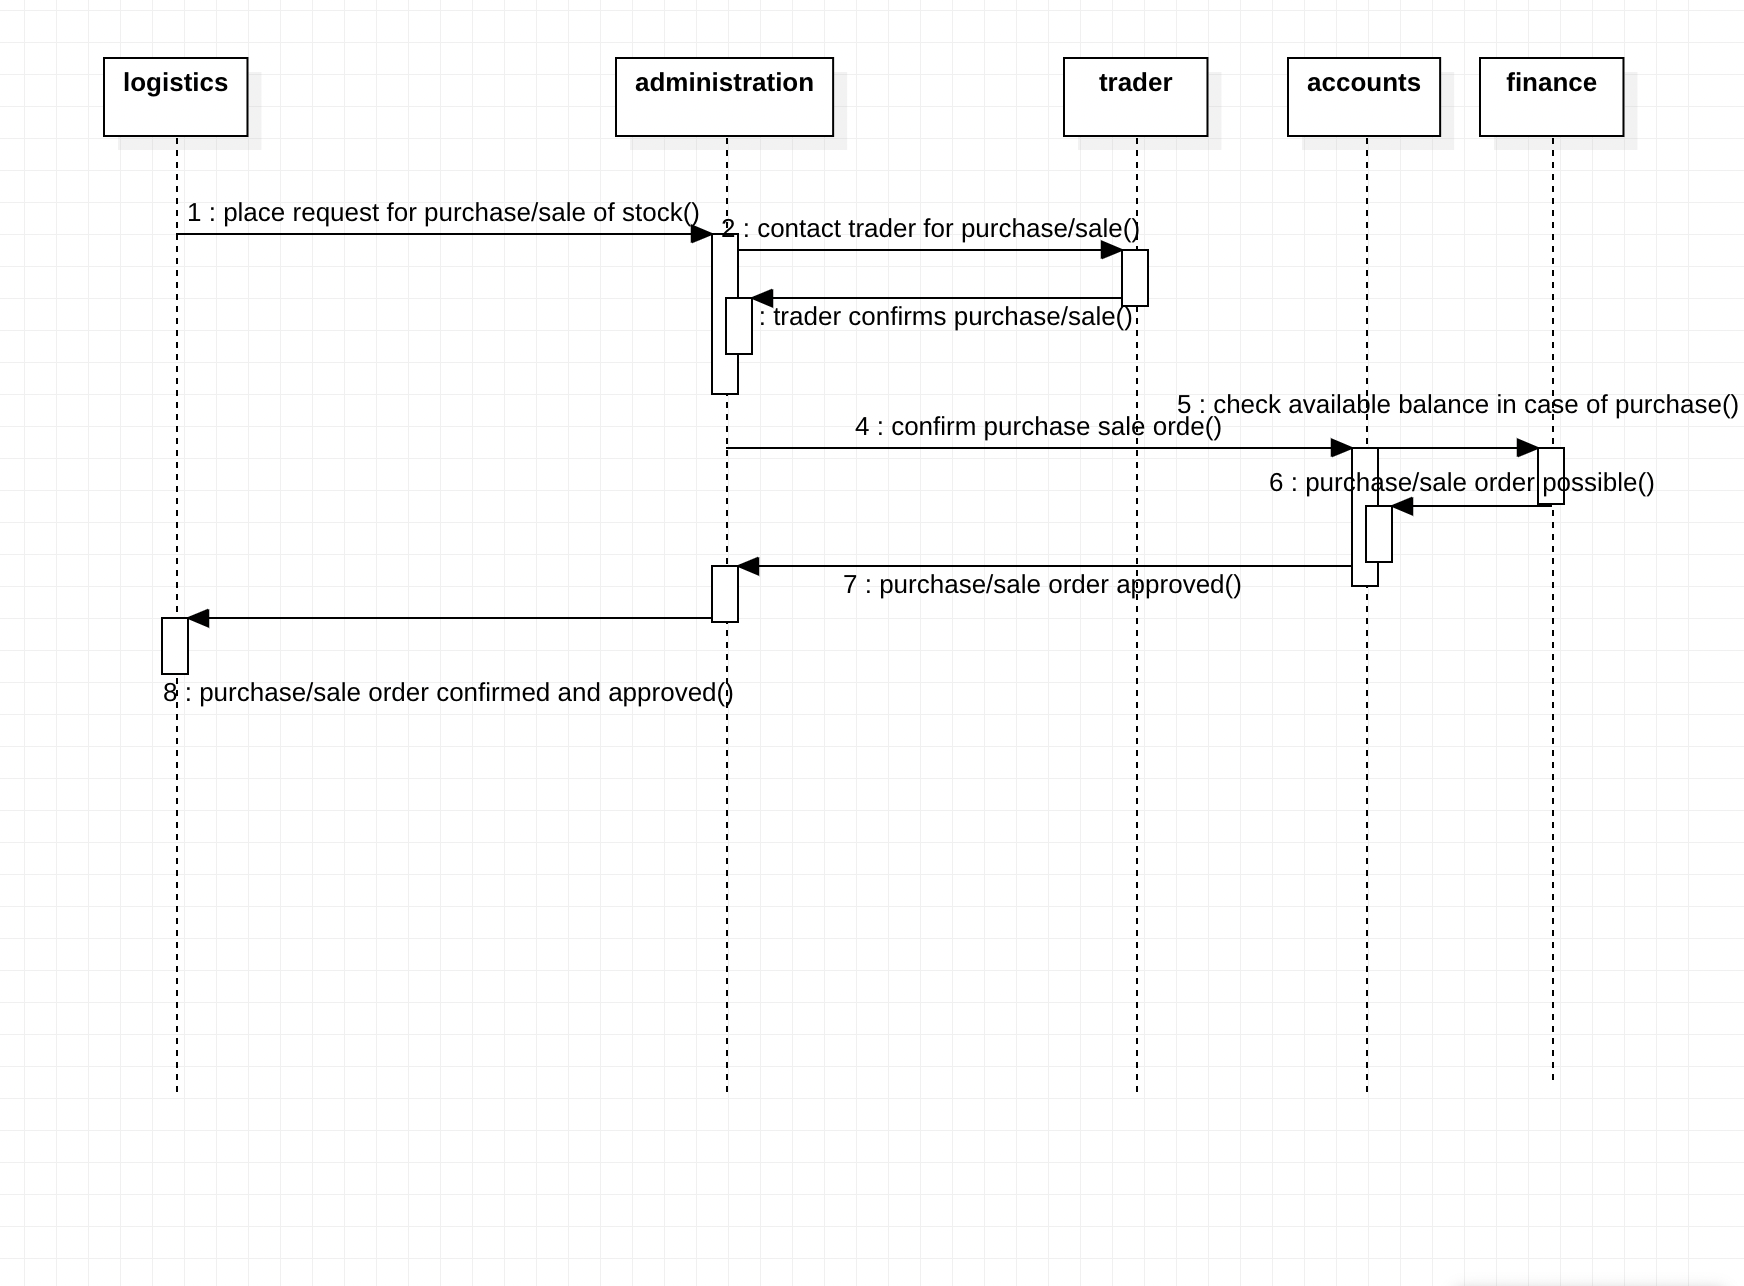 logistics
administration
trader
accounts
finance
1 : place request for purchase/sale of stock()
2 : contact trader for purchase/sale()
: trader confirms purchase/sale()
5 : check available balance in case of purchase()
4 : confirm purchase sale orde()
6 : purchase/sale order possible()
7 : purchase/sale order approved()
8 : purchase/sale order confirmed and approved()